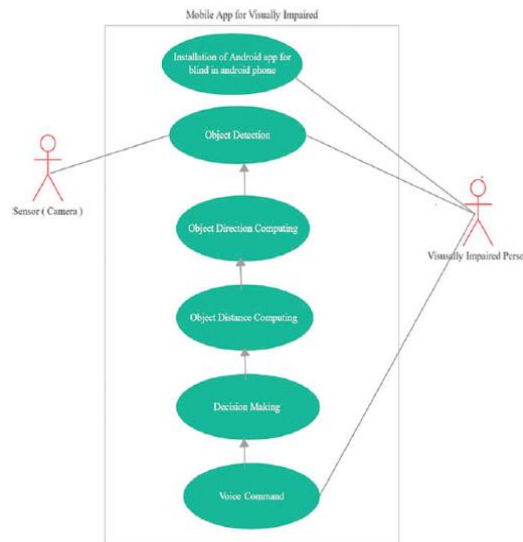 Mobile App for Visually Impaired
Installation of Android app for
blind in android phone
Object Detection
Sensor ( Camera )
Object Direction Computing
Visusally Impaired Perso
Object Distance Computing
Decision Making
Voice Command